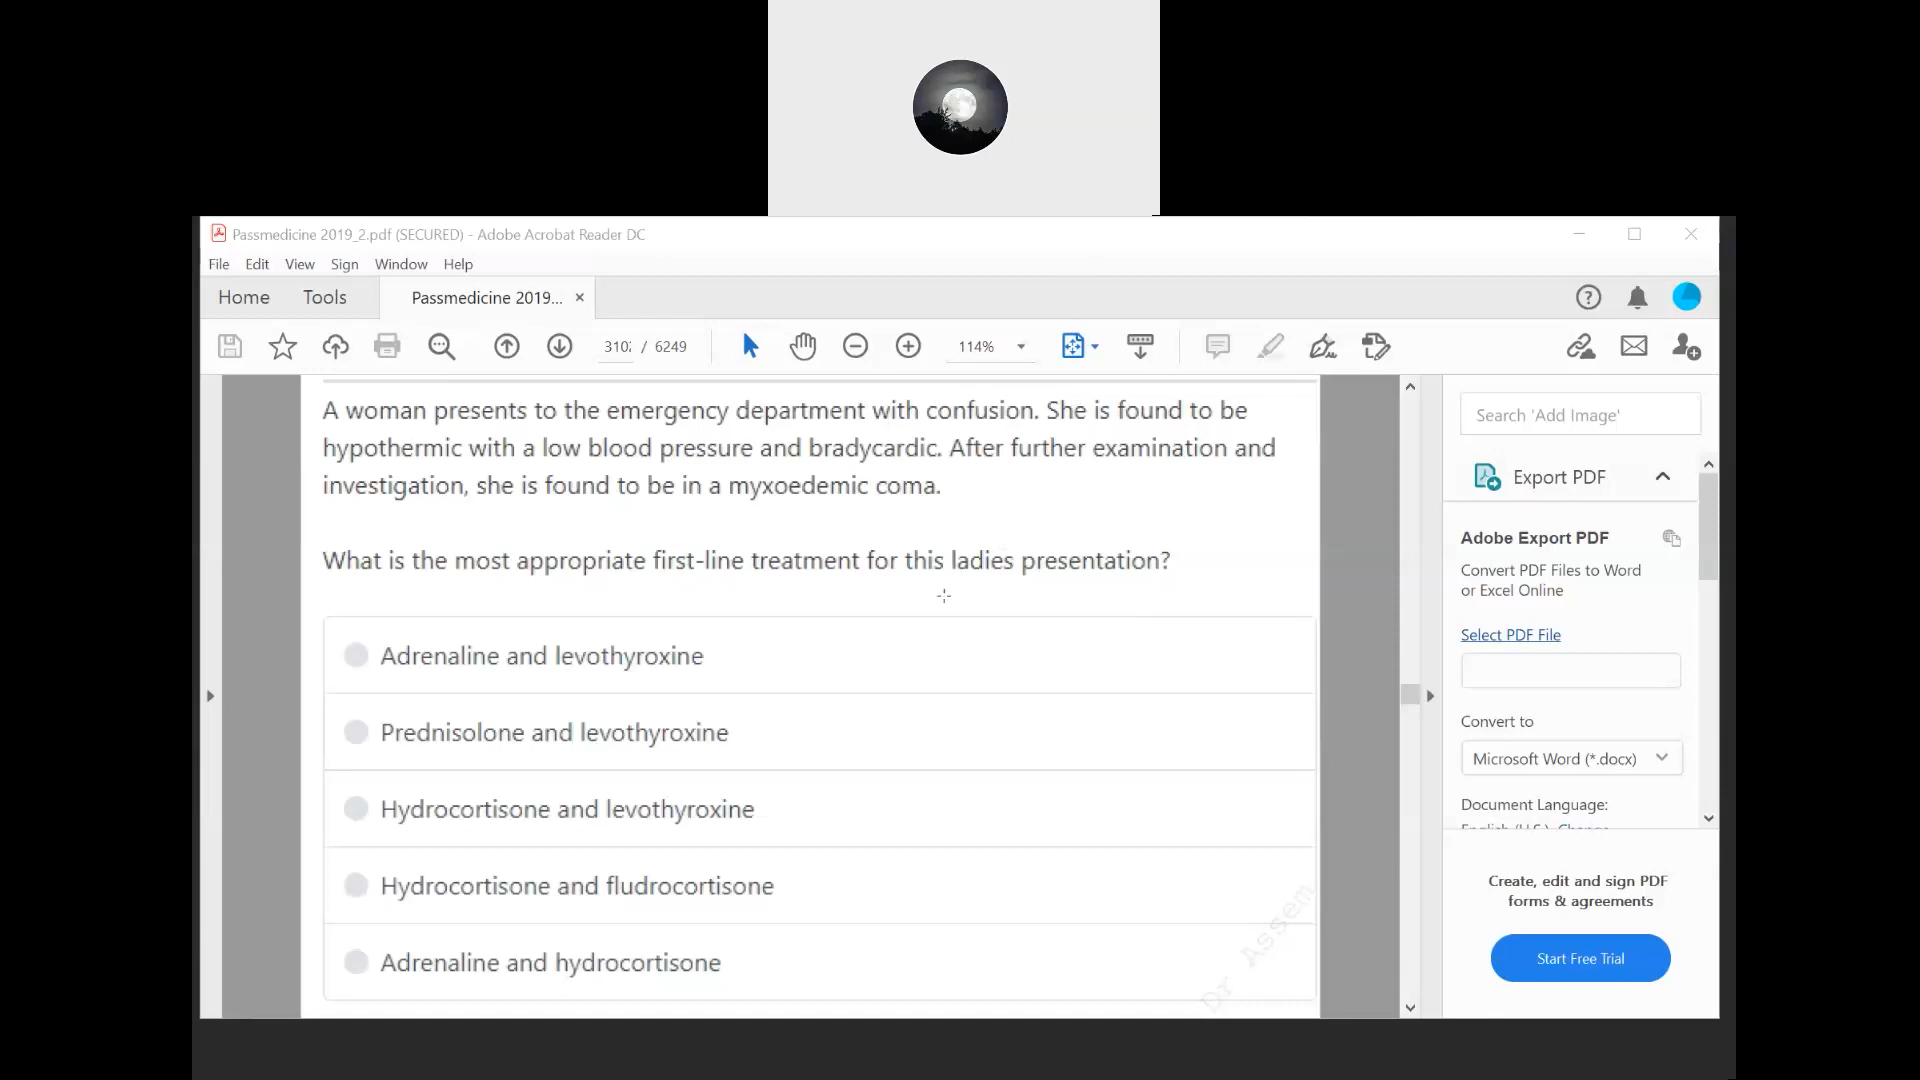 Passmedicine 2019_2.pdf (SECURED) - Adobe Acrobat Reader DC
File Edit View Sign Window Help
Home Tools Passmedicine 2019... ×
/ 6249 114%
A woman presents to the emergency department with confusion. She is found to be
hypothermic with a low blood pressure and bradycardic. After further examination and
investigation, she is found to be in a myxoedemic coma.
What is the most appropriate first-line treatment for this ladies presentation?
Adrenaline and levothyroxine
Prednisolone and levothyroxine
Hydrocortisone and levothyroxine
Hydrocortisone and fludrocortisone
Adrenaline and hydrocortisone
Dr Assem
Search 'Add Image'
Export PDF
Adobe Export PDF
Convert PDF Files to Word
or Excel Online
Select PDF File
Convert to
Microsoft Word (*.docx)
Document Language:
English (U.S.) Change
Create, edit and sign PDF
forms & agreements
Start Free Trial